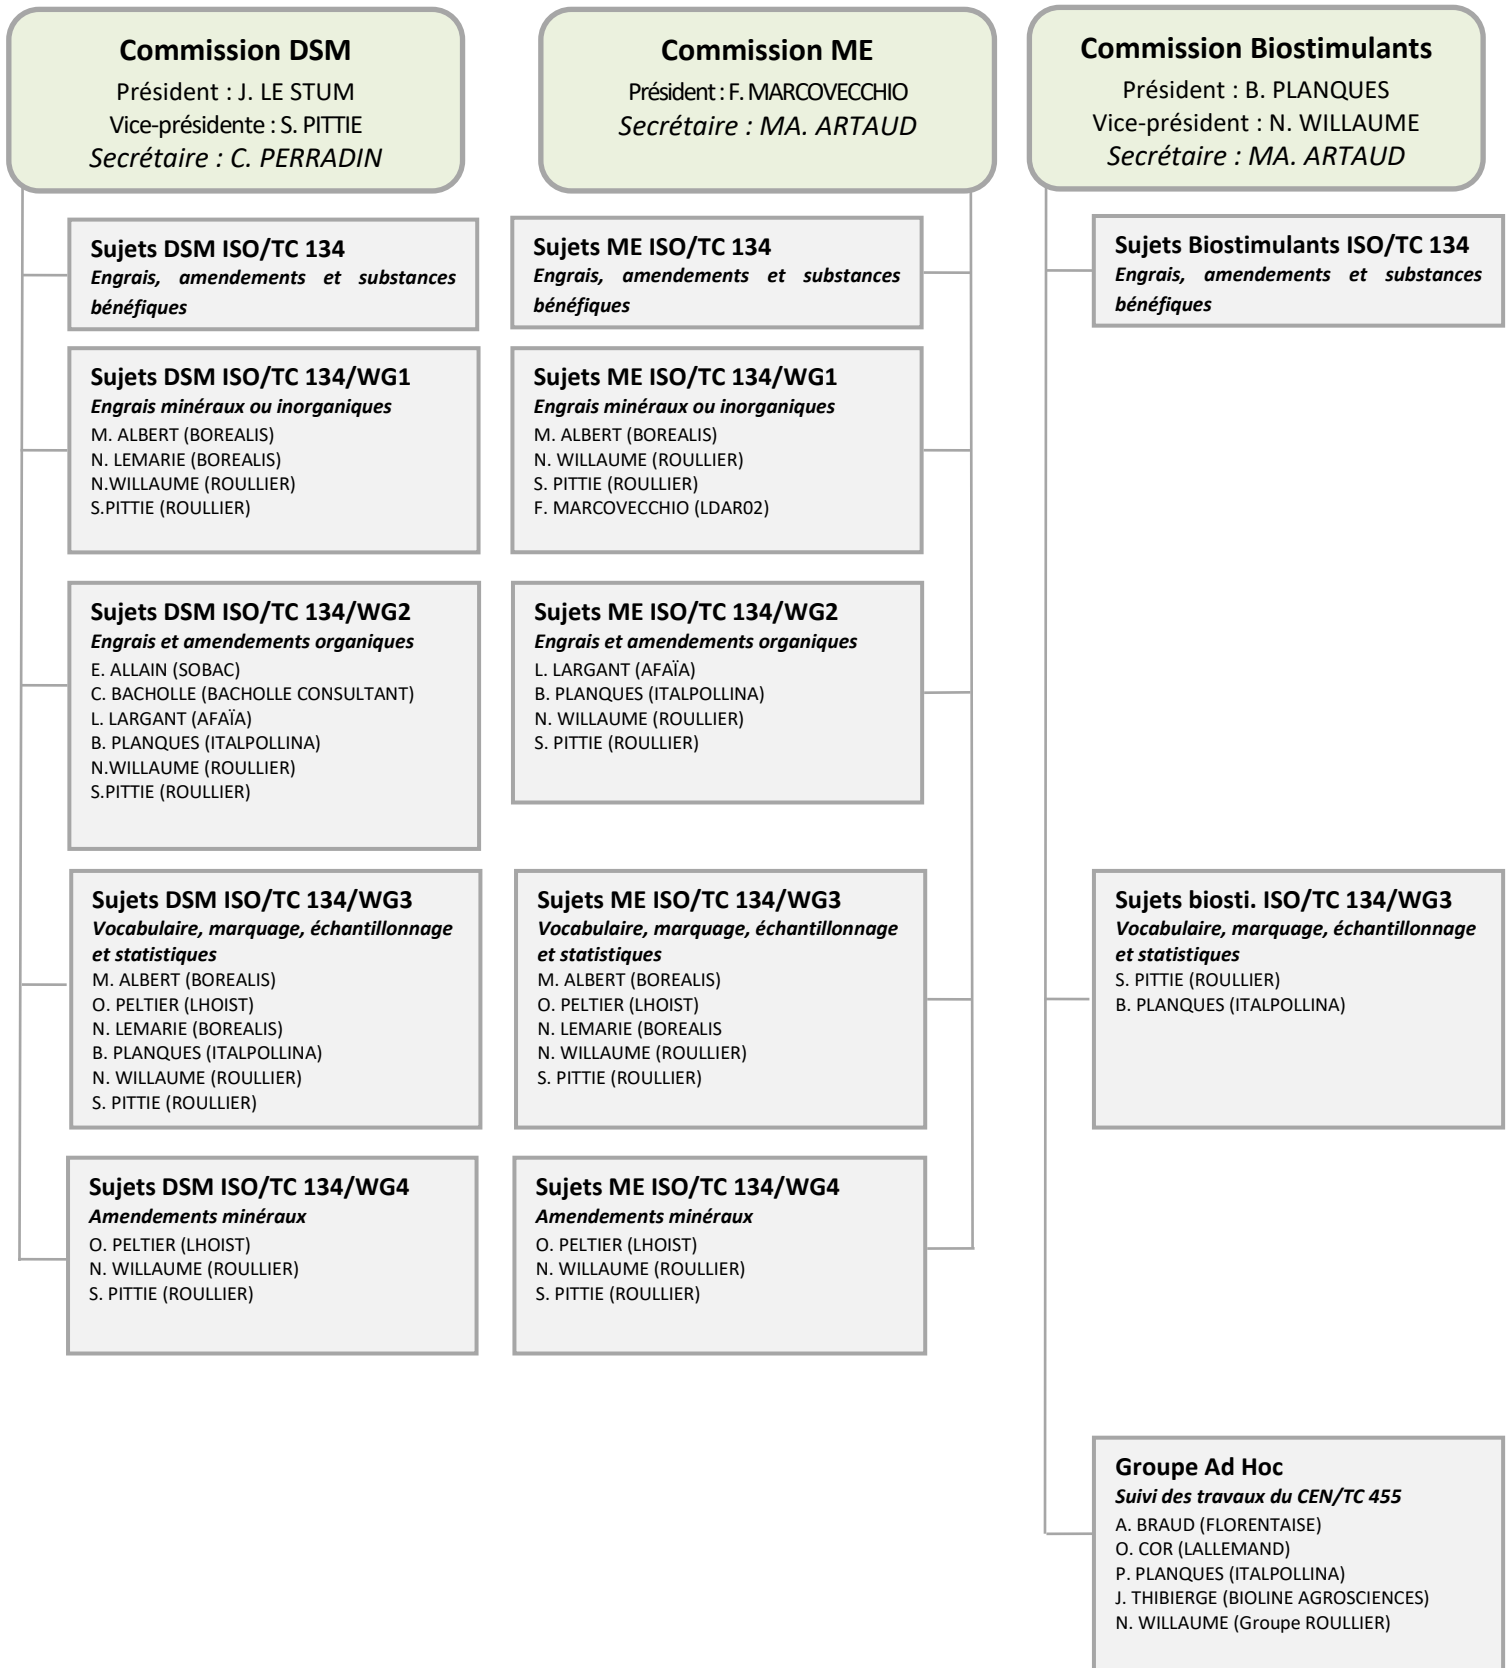 Commission DSM
Président : J. LE STUM
Vice-présidente : S. PITTIE
Secrétaire : C. PERRADIN
Sujets DSM ISO/TC 134
Engrais, amendements et substances
bénéfiques
Sujets DSM ISO/TC 134/WG1
Engrais minéraux ou inorganiques
M. ALBERT (BOREALIS)
N. LEMARIE (BOREALIS)
N.WILLAUME (ROULLIER)
S.PITTIE (ROULLIER)
Sujets DSM ISO/TC 134/WG2
Engrais et amendements organiques
E. ALLAIN (SOBAC)
C. BACHOLLE (BACHOLLE CONSULTANT)
L. LARGANT (AFAÏA)
B. PLANQUES (ITALPOLLINA)
N.WILLAUME (ROULLIER)
S.PITTIE (ROULLIER)
Sujets DSM ISO/TC 134/WG3
Vocabulaire, marquage, échantillonnage
et statistiques
M. ALBERT (BOREALIS)
O. PELTIER (LHOIST)
N. LEMARIE (BOREALIS)
B. PLANQUES (ITALPOLLINA)
N. WILLAUME (ROULLIER)
S. PITTIE (ROULLIER)
Sujets DSM ISO/TC 134/WG4
Amendements minéraux
O. PELTIER (LHOIST)
N. WILLAUME (ROULLIER)
S. PITTIE (ROULLIER)
Commission ME
Président : F. MARCOVECCHIO
Secrétaire : MA. ARTAUD
Sujets ME ISO/TC 134
Engrais, amendements et substances
bénéfiques
Sujets ME ISO/TC 134/WG1
Engrais minéraux ou inorganiques
M. ALBERT (BOREALIS)
N. WILLAUME (ROULLIER)
S. PITTIE (ROULLIER)
F. MARCOVECCHIO (LDAR02)
Sujets ME ISO/TC 134/WG2
Engrais et amendements organiques
L. LARGANT (AFAÏA)
B. PLANQUES (ITALPOLLINA)
N. WILLAUME (ROULLIER)
S. PITTIE (ROULLIER)
Sujets ME ISO/TC 134/WG3
Vocabulaire, marquage, échantillonnage
et statistiques
M. ALBERT (BOREALIS)
O. PELTIER (LHOIST)
N. LEMARIE (BOREALIS
N. WILLAUME (ROULLIER)
S. PITTIE (ROULLIER)
Sujets ME ISO/TC 134/WG4
Amendements minéraux
O. PELTIER (LHOIST)
N. WILLAUME (ROULLIER)
S. PITTIE (ROULLIER)
Commission Biostimulants
Président : B. PLANQUES
Vice-président : N. WILLAUME
Secrétaire : MA. ARTAUD
Sujets Biostimulants ISO/TC 134
Engrais, amendements et substances
bénéfiques
Sujets biosti. ISO/TC 134/WG3
Vocabulaire, marquage, échantillonnage
et statistiques
S. PITTIE (ROULLIER)
B. PLANQUES (ITALPOLLINA)
Groupe Ad Hoc
Suivi des travaux du CEN/TC 455
A. BRAUD (FLORENTAISE)
O. COR (LALLEMAND)
P. PLANQUES (ITALPOLLINA)
J. THIBIERGE (BIOLINE AGROSCIENCES)
N. WILLAUME (Groupe ROULLIER)